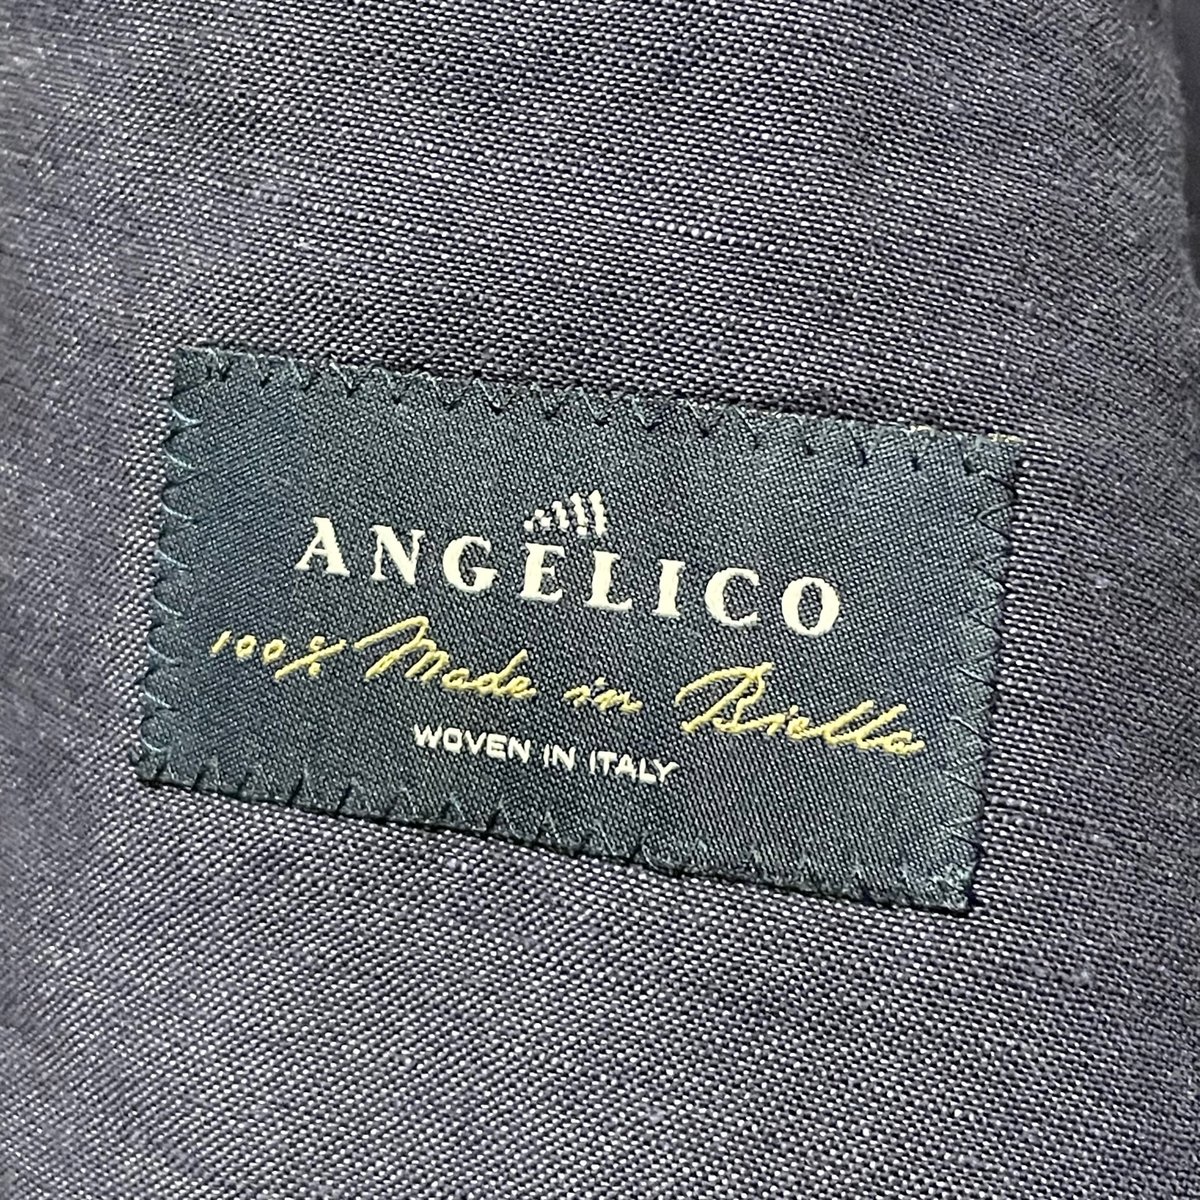 ANGELICO
100% Made in Biella
WOVEN IN ITALY